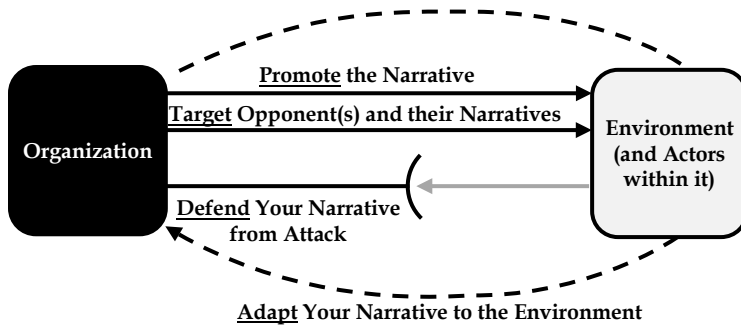 Promote the Narrative
Target Opponent(s) and their Narratives
Organization
Environment
(and Actors
within it)
Defend Your Narrative
from Attack
Adapt Your Narrative to the Environment